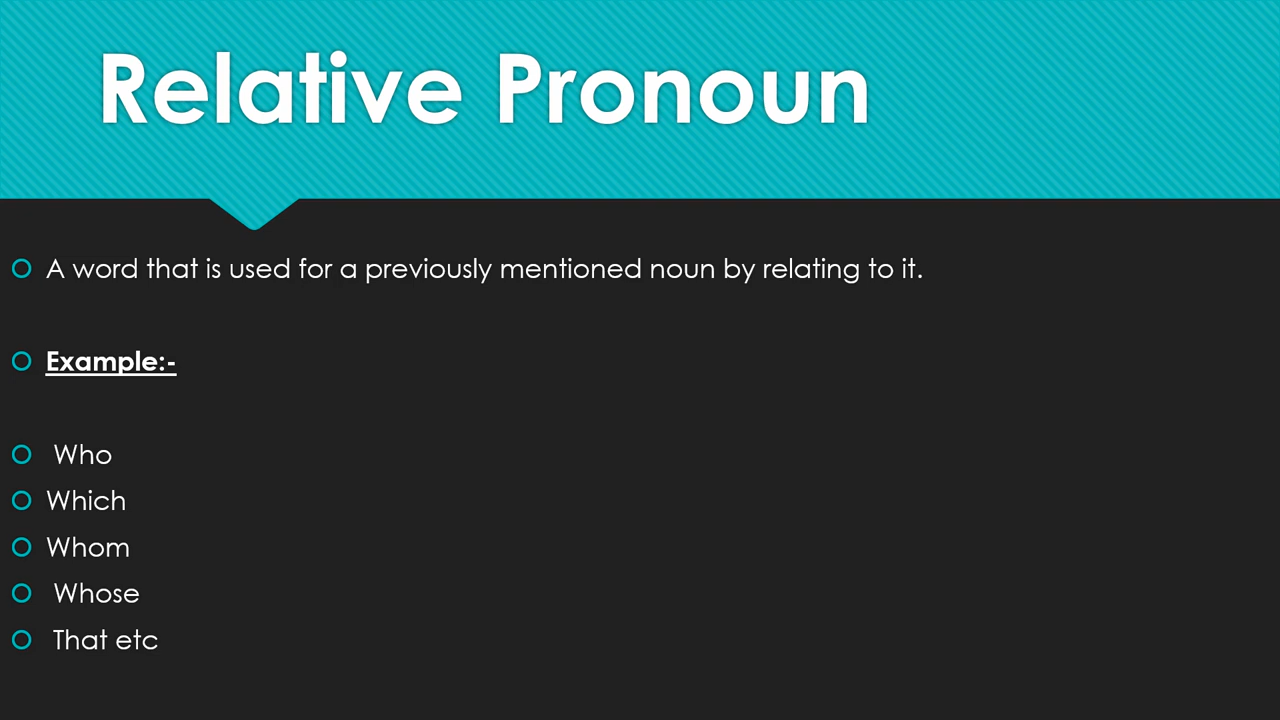 Relative Pronoun
A word that is used for a previously mentioned noun by relating to it.
Example:-
Who
Which
Whom
Whose
That etc